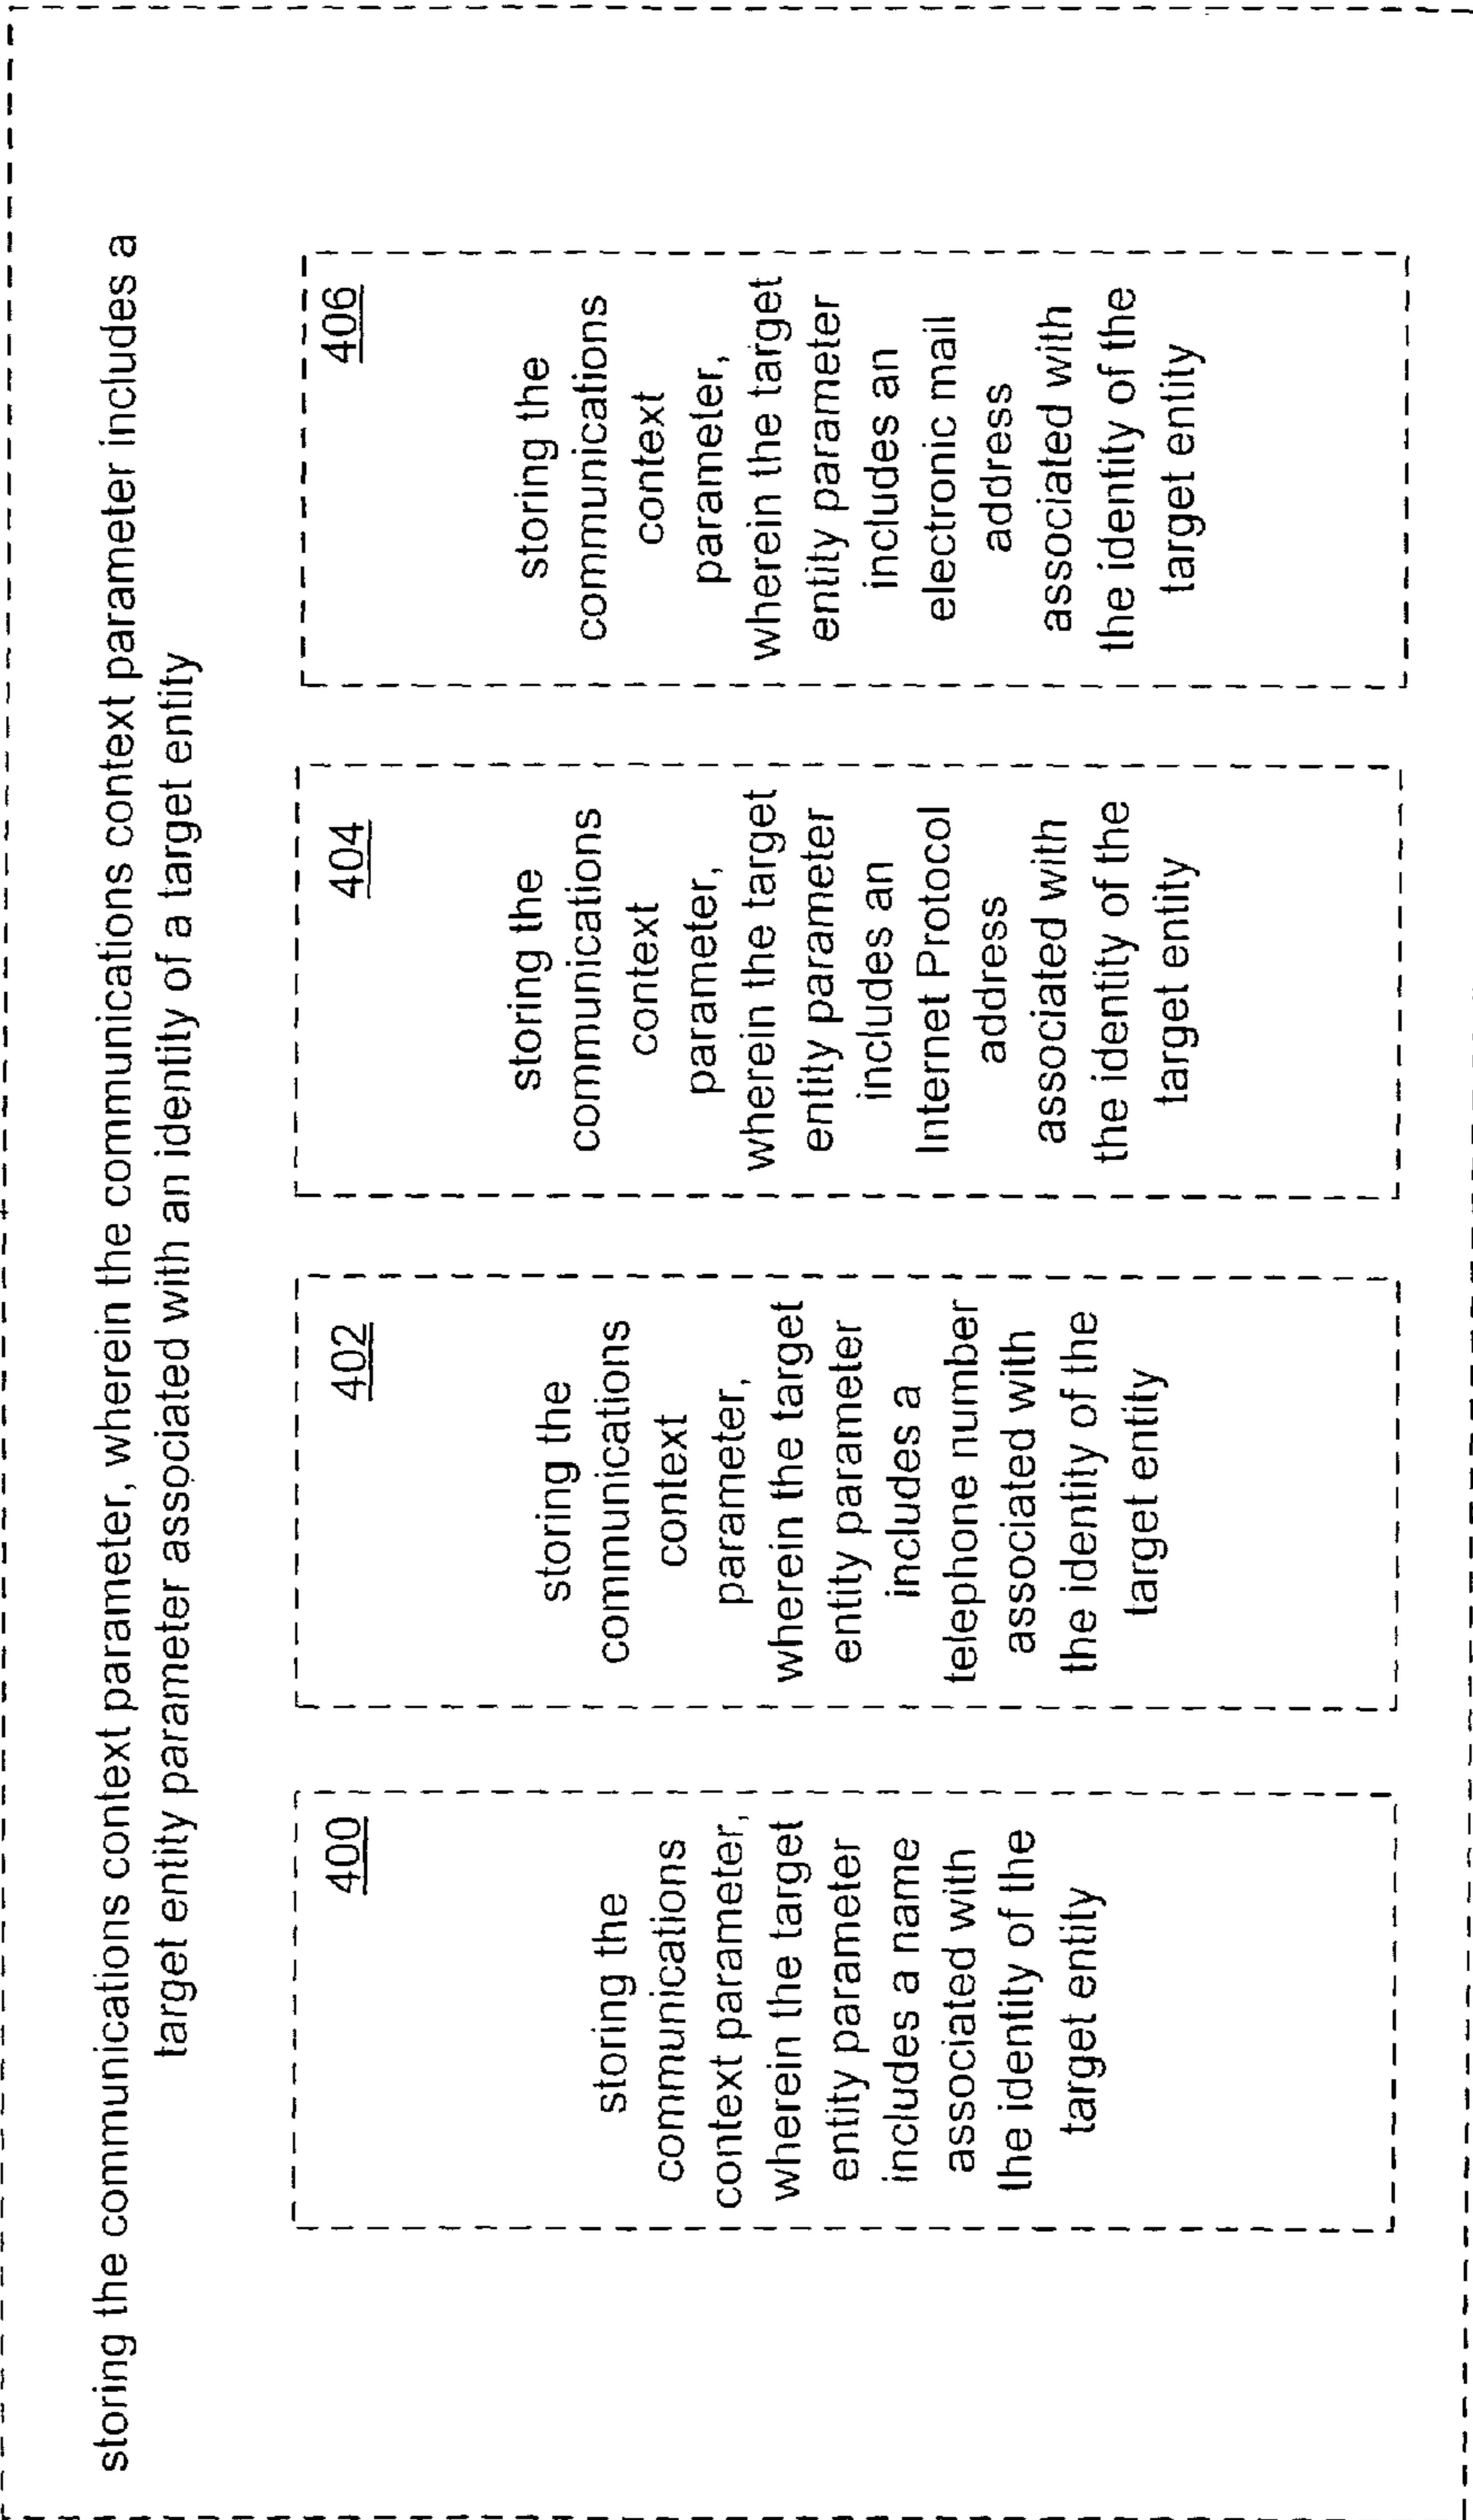 storing the communications context parameter, wherein the communications context parameter includes a
target entity parameter associated with an identity of a target entity
400
storing the
communications
context parameter,
wherein the target
entity parameter
includes a name
associated with
the identity of the
target entity
402
storing the
communications
context
parameter,
wherein the target
entity parameter
includes a
telephone number
associated with
the identity of the
target entity
404
storing the
communications
context
parameter,
wherein the target
entity parameter
includes an
Internet Protocol
address
associated with
the identity of the
target entity
406
storing the
communications
context
parameter,
wherein the target
entity parameter
includes an
electronic mail
address
associated with
the identity of the
target entity